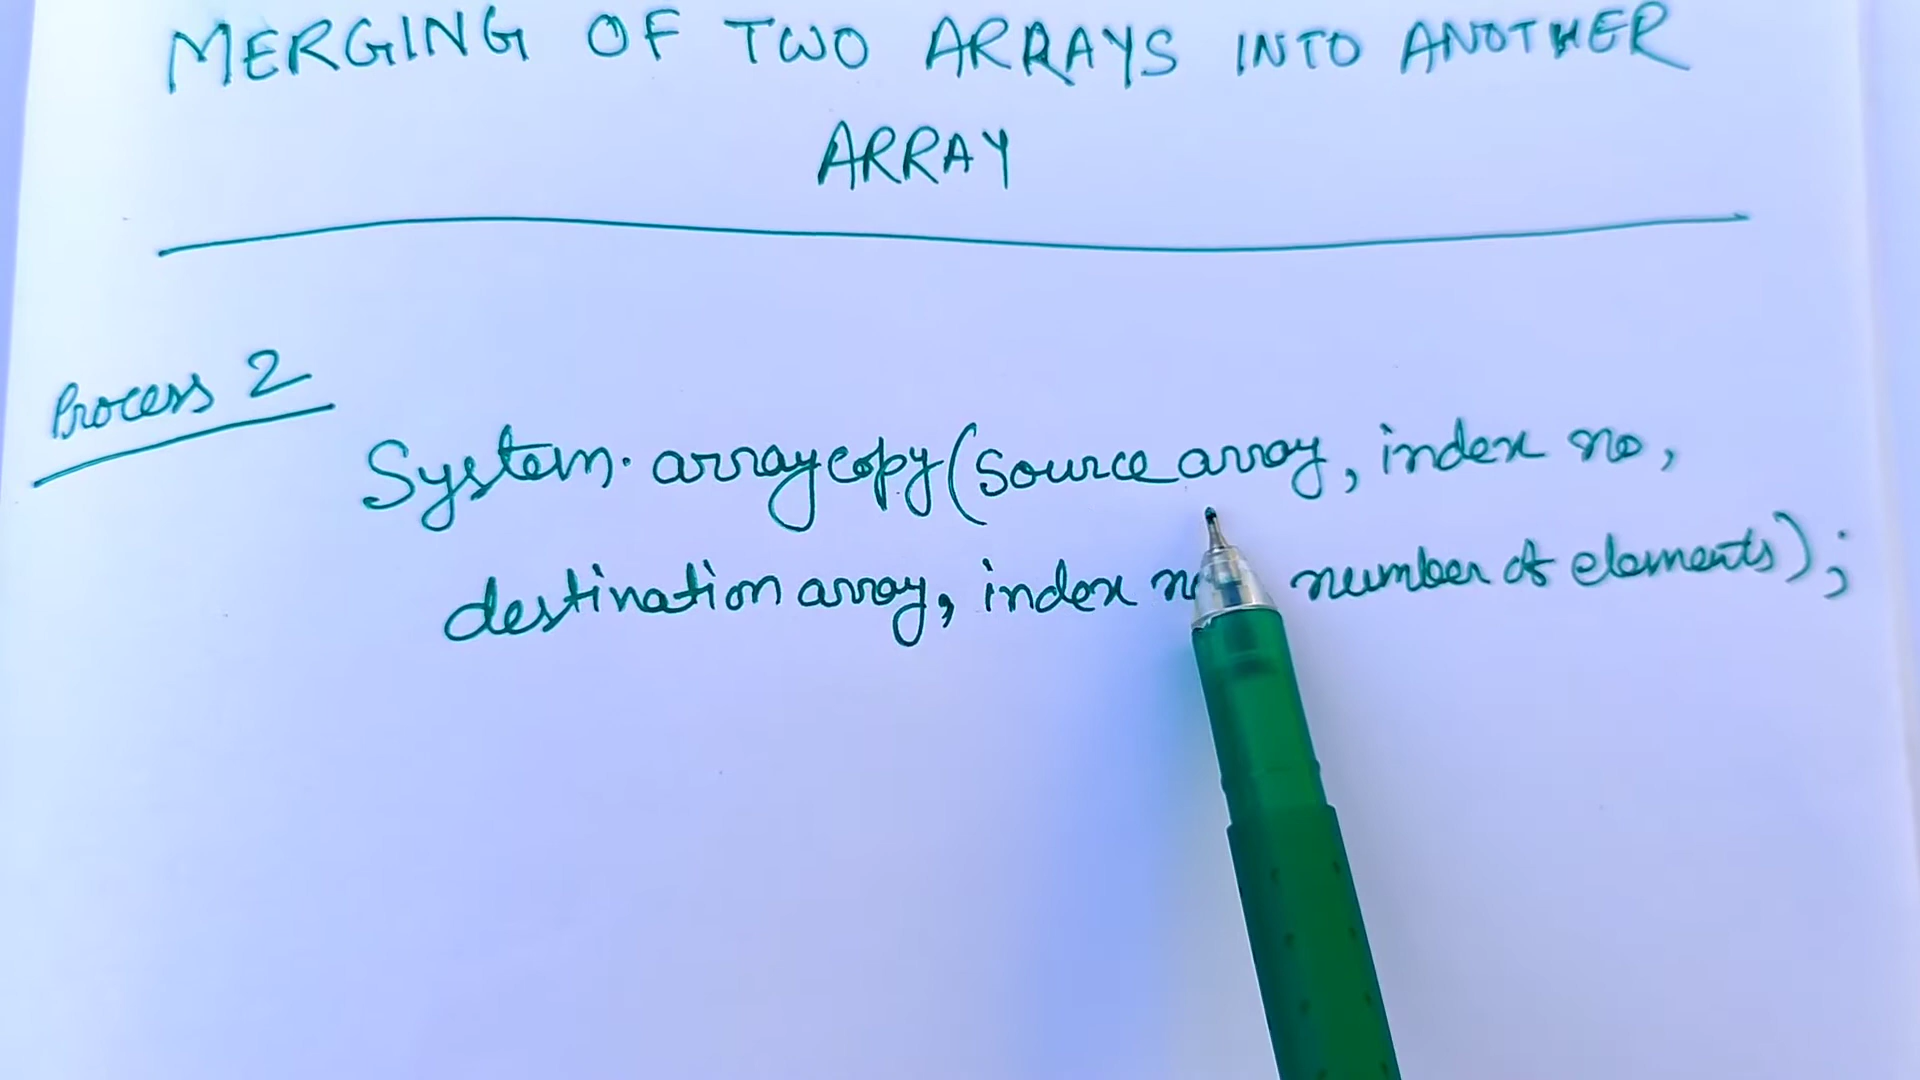 MERGING OF TWO ARRAYS INTO ANOTHER
ARRAY
Process 2
System.arraycopy(source array, index no,
destination array, index number of elements);